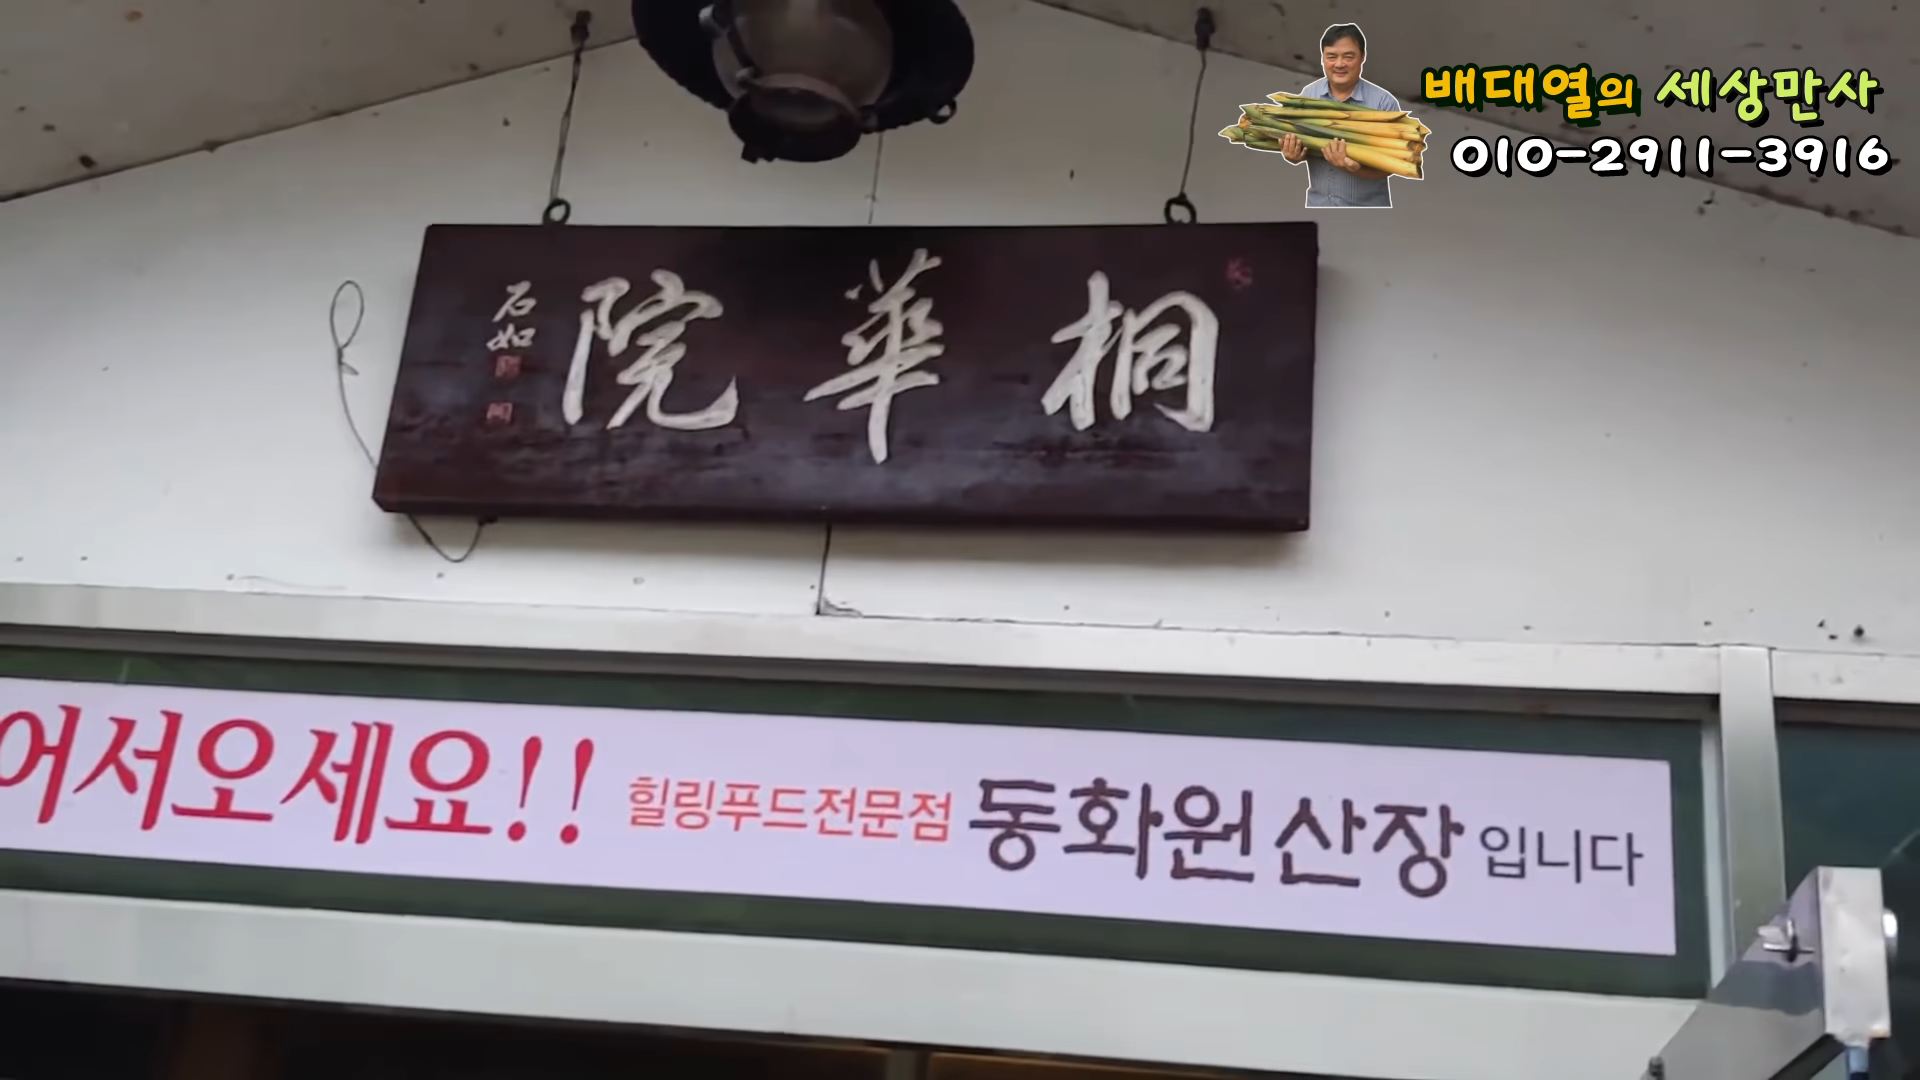 배대열의 세상만사
010-2911-3916
桐華院
石如
어서오세요!! 힐링푸드전문점 동화원 산장 입니다